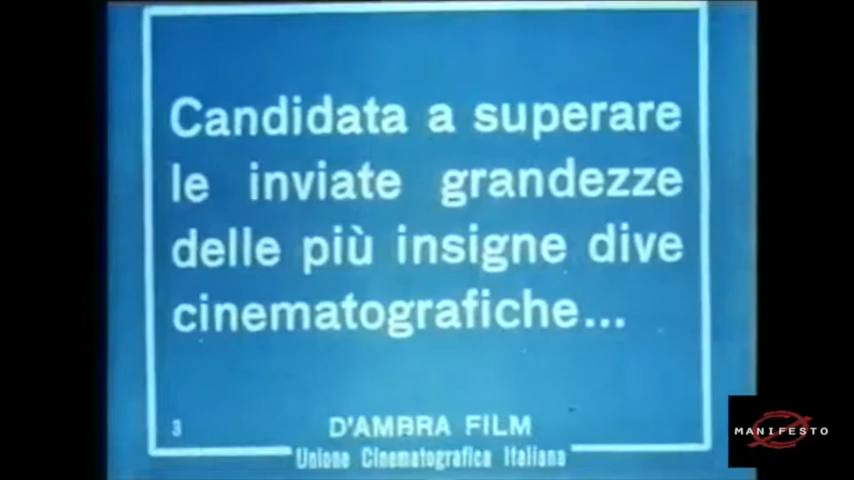 Candidata a superare
le inviate grandezze
delle più insigne dive
cinematografiche...
3
D'AMBRA FILM
Unione Cinematografica Italiana
MANIFESTO